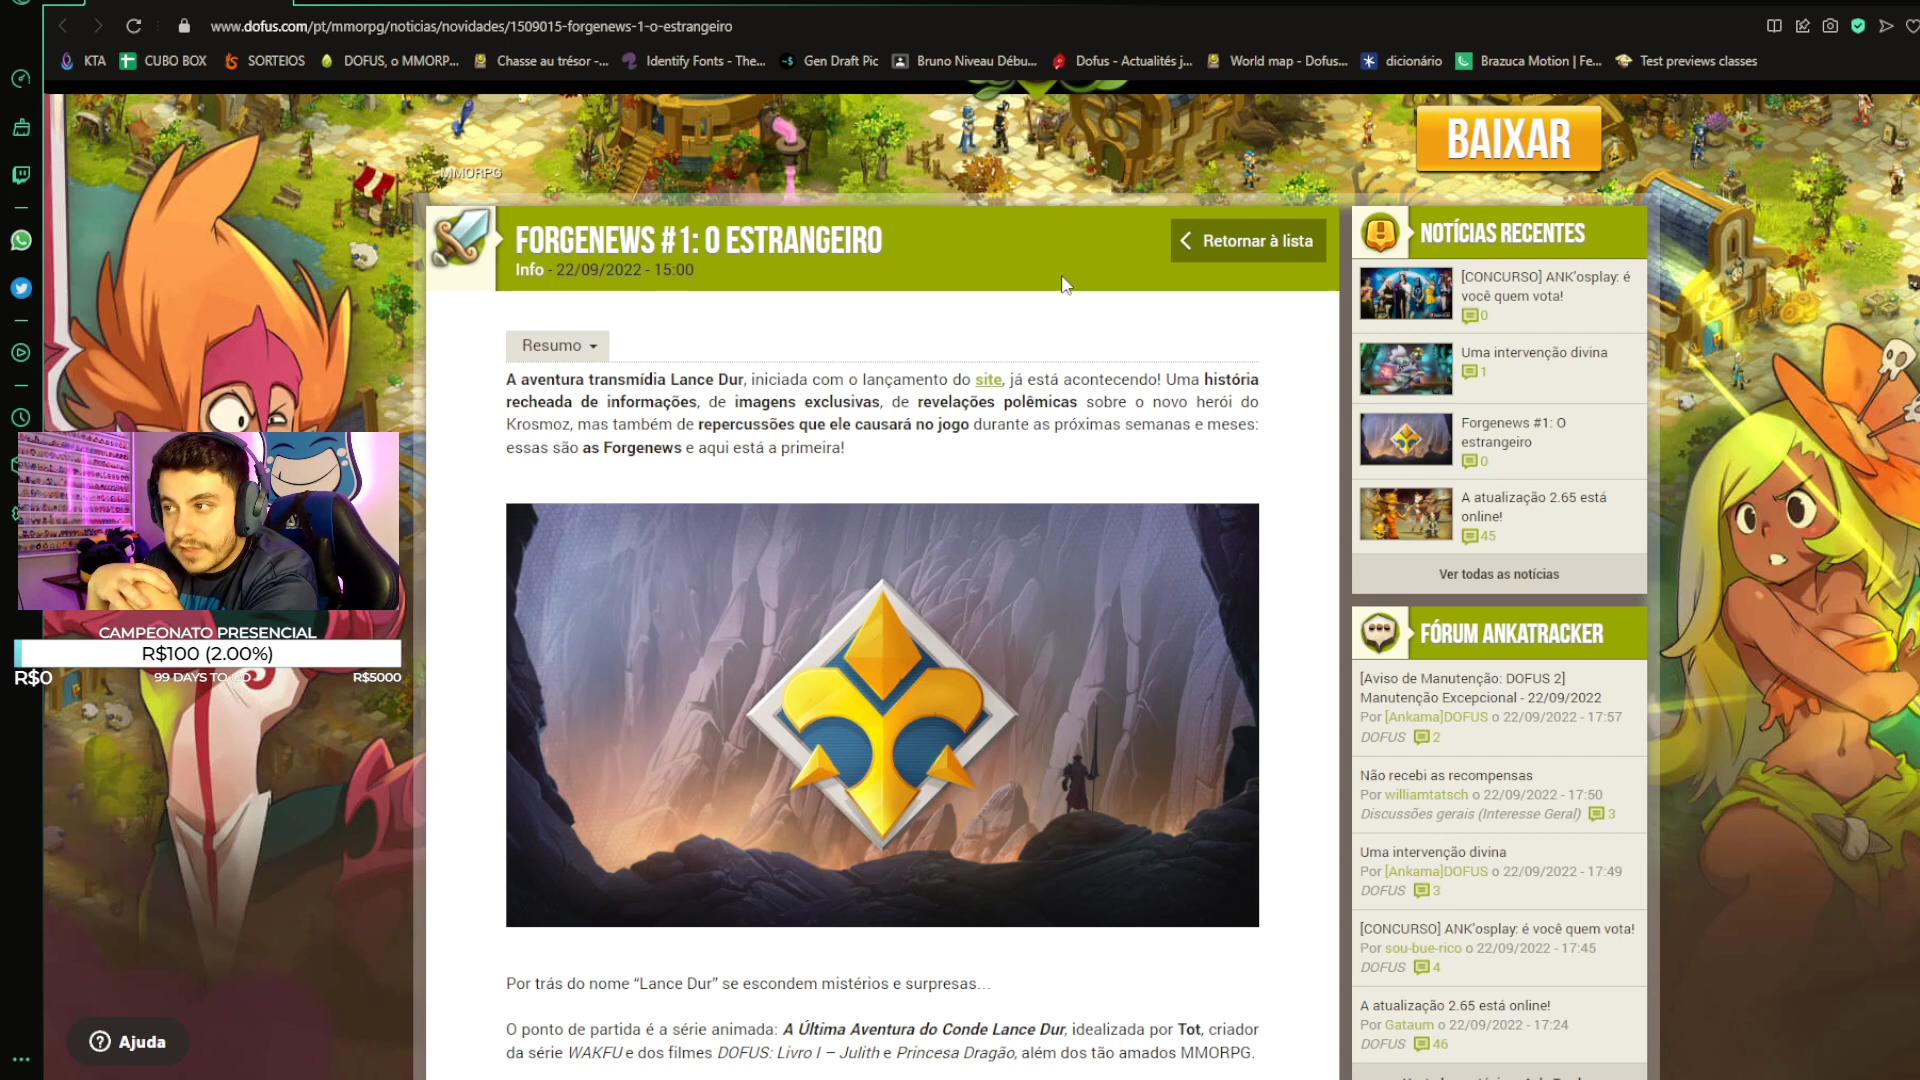 www.dofus.com/pt/mmorpg/noticias/novidades/1509015-forgenews-1-o-estrangeiro
KTA
CUBO BOX
SORTEIOS
DOFUS, o MMORP...
Chasse au trésor -...
Identify Fonts - The...
Gen Draft Pic
Bruno Niveau Débu...
Dofus - Actualités j...
World map - Dofus...
dicionário
Brazuca Motion | Fe...
Test previews classes
BAIXAR
MMORPG
FORGENEWS #1: O ESTRANGEIRO
Info - 22/09/2022 - 15:00
Retornar à lista
Resumo
A aventura transmídia Lance Dur, iniciada com o lançamento do site, já está acontecendo! Uma história
recheada de informações, de imagens exclusivas, de revelações polêmicas sobre o novo herói do
Krosmoz, mas também de repercussões que ele causará no jogo durante as próximas semanas e meses:
essas são as Forgenews e aqui está a primeira!
Por trás do nome “Lance Dur” se escondem mistérios e surpresas…
O ponto de partida é a série animada: A Última Aventura do Conde Lance Dur, idealizada por Tot, criador
da série WAKFU e dos filmes DOFUS: Livro I – Julith e Princesa Dragão, além dos tão amados MMORPG.
NOTÍCIAS RECENTES
[CONCURSO] ANK'osplay: é
você quem vota!
0
Uma intervenção divina
1
Forgenews #1: O
estrangeiro
0
A atualização 2.65 está
online!
45
Ver todas as notícias
FÓRUM ANKATRACKER
[Aviso de Manutenção: DOFUS 2]
Manutenção Excepcional - 22/09/2022
Por [Ankama]DOFUS o 22/09/2022 - 17:57
DOFUS 2
Não recebi as recompensas
Por williamtatsch o 22/09/2022 - 17:50
Discussões gerais (Interesse Geral) 3
Uma intervenção divina
Por [Ankama]DOFUS o 22/09/2022 - 17:49
DOFUS 3
[CONCURSO] ANK'osplay: é você quem vota!
Por sou-bue-rico o 22/09/2022 - 17:45
DOFUS 4
A atualização 2.65 está online!
Por Gataum o 22/09/2022 - 17:24
DOFUS 46
CAMPEONATO PRESENCIAL
R$100 (2.00%)
R$0
99 DAYS TO GO
R$5000
Ajuda